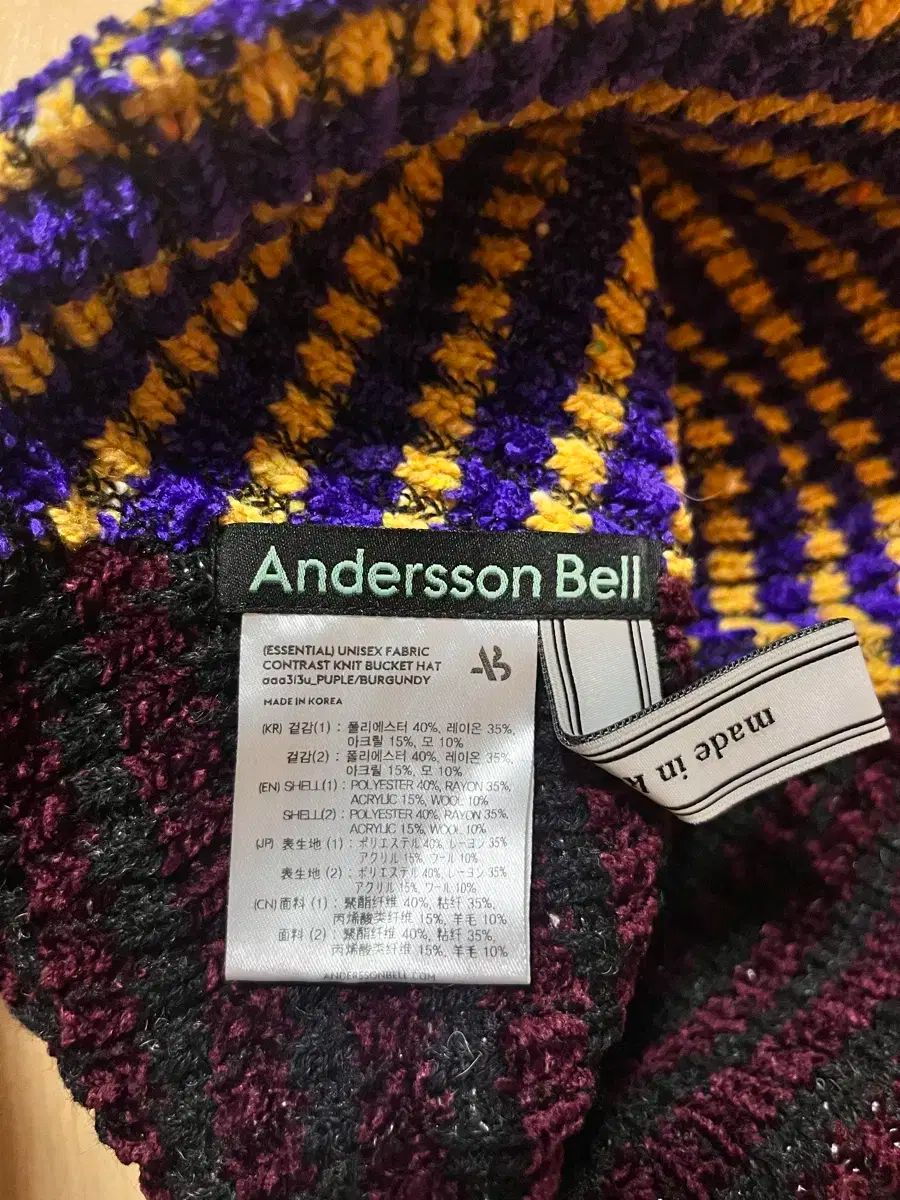 Andersson Bell
(ESSENTIAL) UNISEX FABRIC
CONTRAST KNIT BUCKET HAT
aaa313u_PUPLE/BURGUNDY
MADE IN KOREA
(KR) 겉감(1) : 폴리에스터 40%, 레이온 35%,
아크릴 15%, 모 10%
겉감(2) : 폴리에스터 40%, 레이온 35%,
아크릴 15%, 모 10%
(EN) SHELL(1) : POLYESTER 40%, RAYON 35%,
ACRYLIC 15%, WOOL 10%
SHELL(2) : POLYESTER 40%, RAYON 35%,
ACRYLIC 15%, WOOL 10%
(JP) 表生地 (1) : ポリエステル 40%, レーヨン 35%
アクリル 15%, ウール 10%
表生地 (2) : ポリエステル 40%, レーヨン 35%
アクリル 15%, ウール 10%
(CN) 面料 (1) : 聚酯纤维 40%, 粘纤 35%,
丙烯酸类纤维 15%, 羊毛 10%
面料 (2) : 聚酯纤维 40%, 粘纤 35%,
丙烯酸类纤维 15%, 羊毛 10%
ANDERSSONBELL.COM
made in K